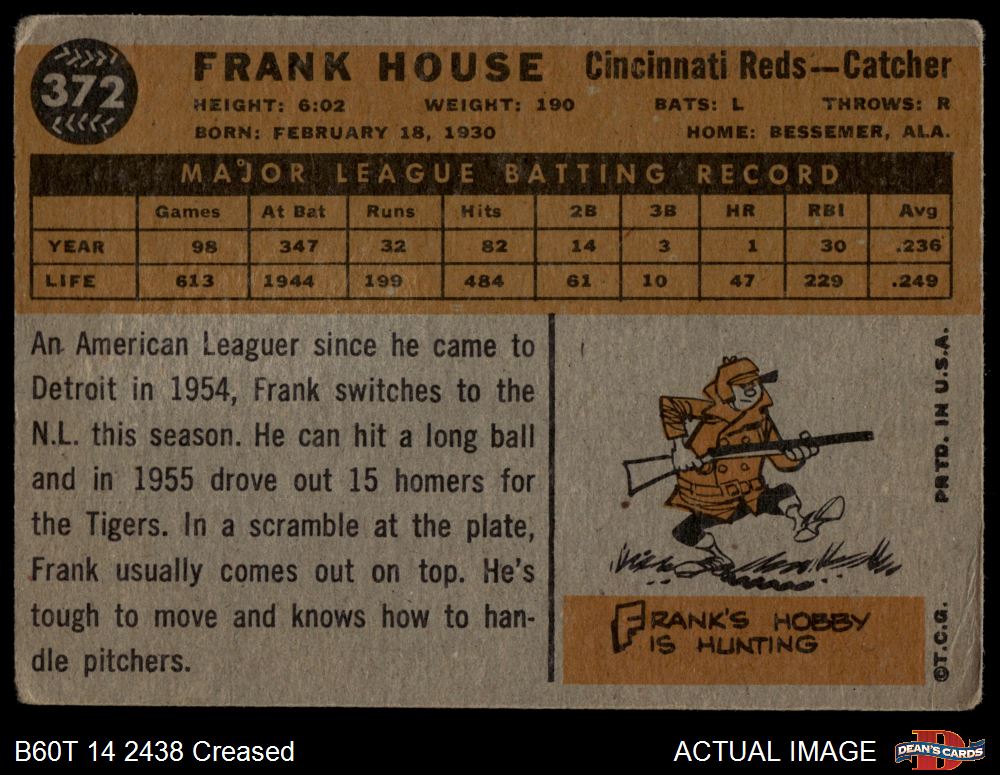 372
FRANK HOUSE Cincinnati Reds—Catcher
HEIGHT: 6:02 WEIGHT: 190 BATS: L THROWS: R
BORN: FEBRUARY 18, 1930 HOME: BESSEMER, ALA.
MAJOR LEAGUE BATTING RECORD
Games At Bat Runs Hits 2B 3B HR RBI Avg
YEAR 98 347 32 82 14 3 1 30 .236
LIFE 613 1944 199 484 61 10 47 229 .249
An American Leaguer since he came to
Detroit in 1954, Frank switches to the
N.L. this season. He can hit a long ball
and in 1955 drove out 15 homers for
the Tigers. In a scramble at the plate,
Frank usually comes out on top. He's
tough to move and knows how to han-
dle pitchers.
FRANK'S HOBBY
IS HUNTING
©T.C.G. PRTD. IN U.S.A.
B60T 14 2438 Creased ACTUAL IMAGE
D
DEAN'S CARDS